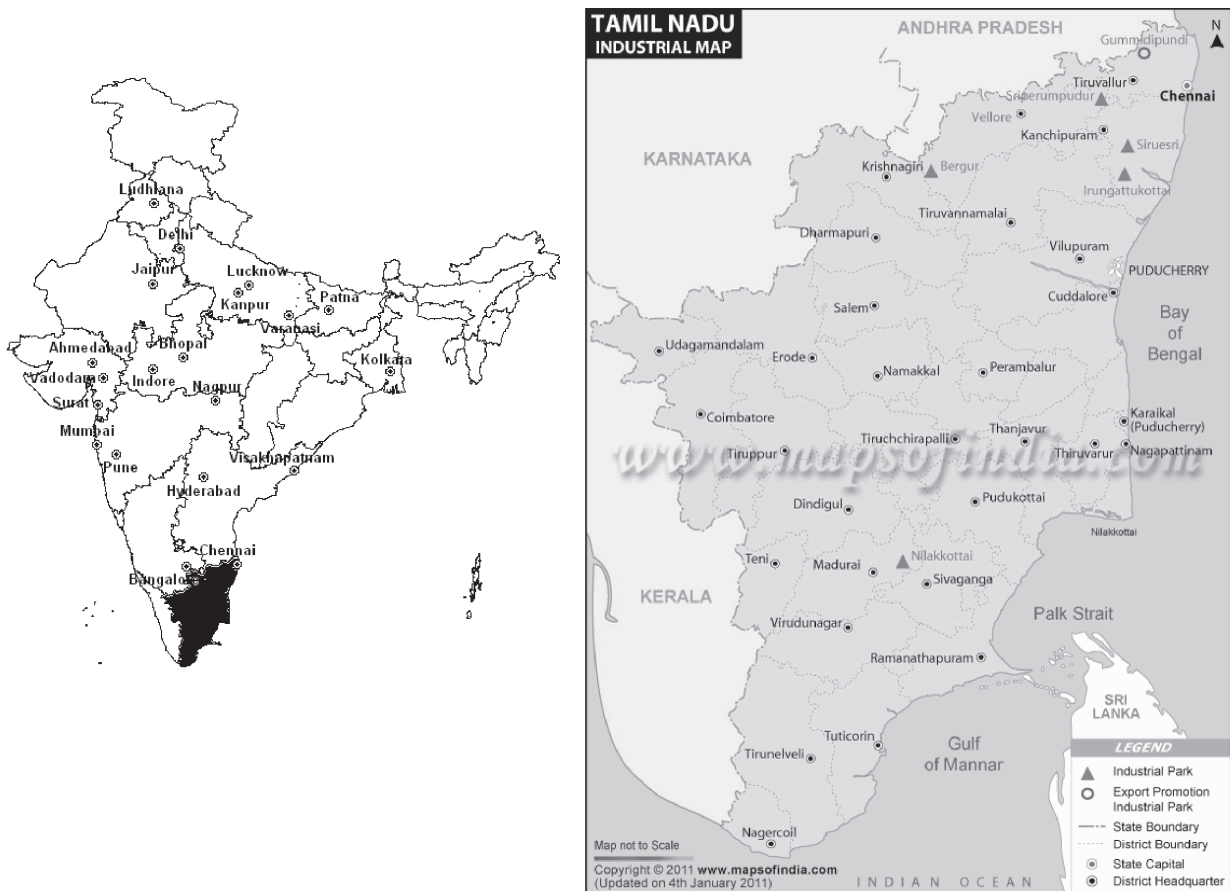 Ludhiana
Delhi
Jaipur
Lucknow
Kanpur
Patna
Varanasi
Ahmedabad
Bhopal
Kolkata
Vadodara
Indore
Nagpur
Surat
Mumbai
Pune
Visakhapatnam
Hyderabad
Chennai
Bangalo
TAMIL NADU
INDUSTRIAL MAP
ANDHRA PRADESH
N
Gummidipundi
Tiruvallur
Chennai
Sriperumpudur
Vellore
Kanchipuram
Siruesri
KARNATAKA
Krishnagiri
Bergur
Irungattukottai
Tiruvannamalai
Dharmapuri
Vilupuram
PUDUCHERRY
Cuddalore
Salem
Bay
of
Bengal
Udagamandalam
Erode
Namakkal
Perambalur
Coimbatore
Karaikal
(Puducherry)
Tiruchchirapalli
Thanjavur
Tiruppur
Thiruvarur
Nagapattinam
www.mapsofindia.com
Dindigul
Pudukottai
Nilakkottai
Teni
Madurai
Nilakkottai
Sivaganga
KERALA
Palk Strait
Virudunagar
Ramanathapuram
SRI
LANKA
Tuticorin
Tirunelveli
Gulf
of Mannar
Nagercoil
LEGEND
Industrial Park
Export Promotion
Industrial Park
State Boundary
District Boundary
State Capital
District Headquarter
Map not to Scale
Copyright © 2011 www.mapsofindia.com
(Updated on 4th January 2011)
INDIAN OCEAN